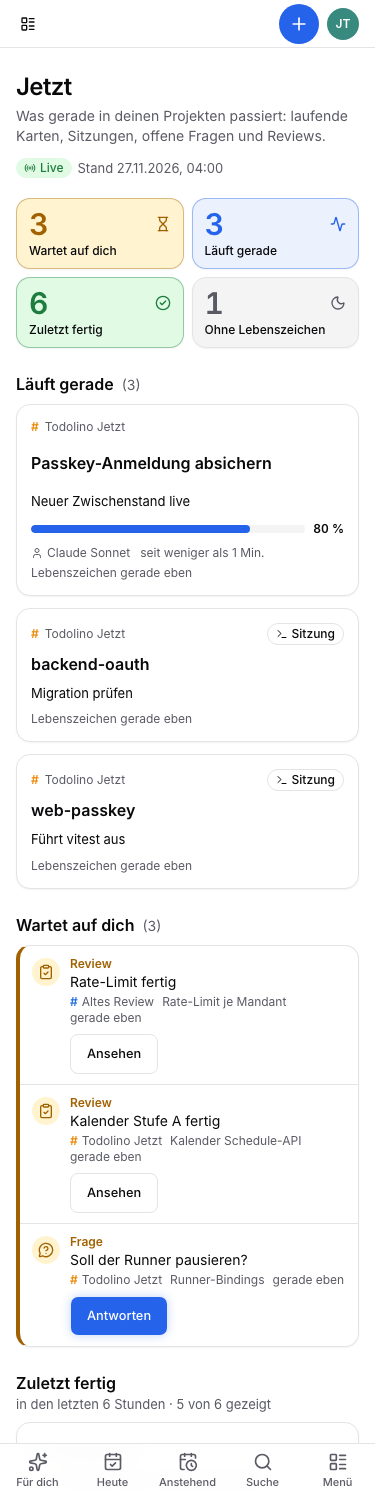 JT
Jetzt
Was gerade in deinen Projekten passiert: laufende
Karten, Sitzungen, offene Fragen und Reviews.
Live Stand 27.11.2026, 04:00
3
Wartet auf dich
3
Läuft gerade
6
Zuletzt fertig
1
Ohne Lebenszeichen
Läuft gerade (3)
# Todolino Jetzt
Passkey-Anmeldung absichern
Neuer Zwischenstand live
80 %
Claude Sonnet seit weniger als 1 Min.
Lebenszeichen gerade eben
# Todolino Jetzt Sitzung
backend-oauth
Migration prüfen
Lebenszeichen gerade eben
# Todolino Jetzt Sitzung
web-passkey
Führt vitest aus
Lebenszeichen gerade eben
Wartet auf dich (3)
Review
Rate-Limit fertig
# Altes Review Rate-Limit je Mandant
gerade eben
Ansehen
Review
Kalender Stufe A fertig
# Todolino Jetzt Kalender Schedule-API
gerade eben
Ansehen
Frage
Soll der Runner pausieren?
# Todolino Jetzt Runner-Bindings gerade eben
Antworten
Zuletzt fertig
in den letzten 6 Stunden · 5 von 6 gezeigt
Für dich Heute Anstehend Suche Menü